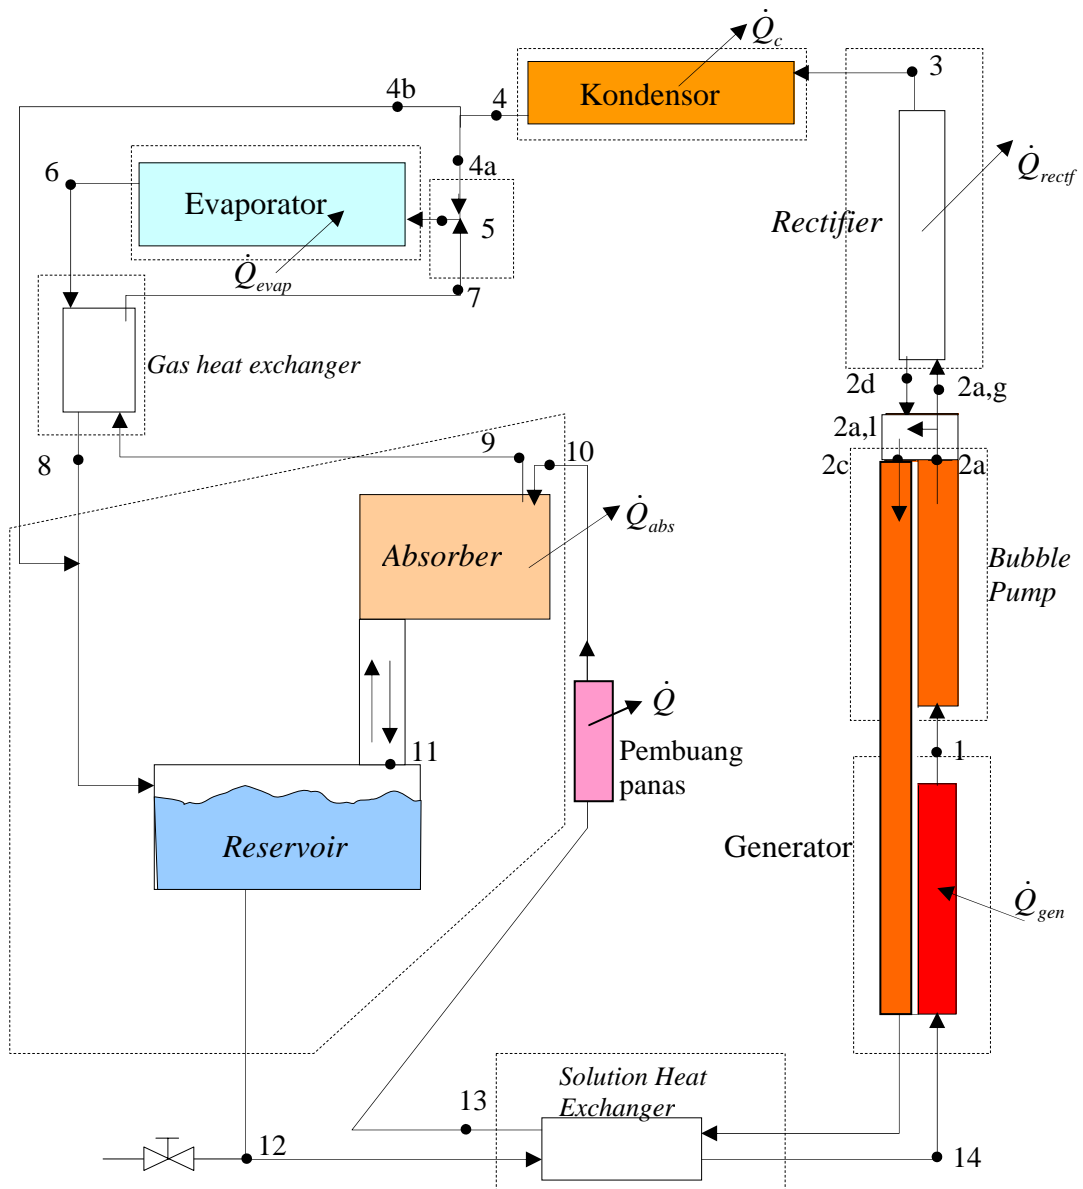 Q̇c
Kondensor
3
4b
4
Q̇rectf
6
4a
Evaporator
Rectifier
5
Q̇evap
7
Gas heat exchanger
2d
2a,g
2a,l
9
10
8
2c
2a
Q̇abs
Absorber
Bubble
Pump
Q̇
11
Pembuang
panas
1
Reservoir
Generator
Q̇gen
Solution Heat
Exchanger
13
12
14